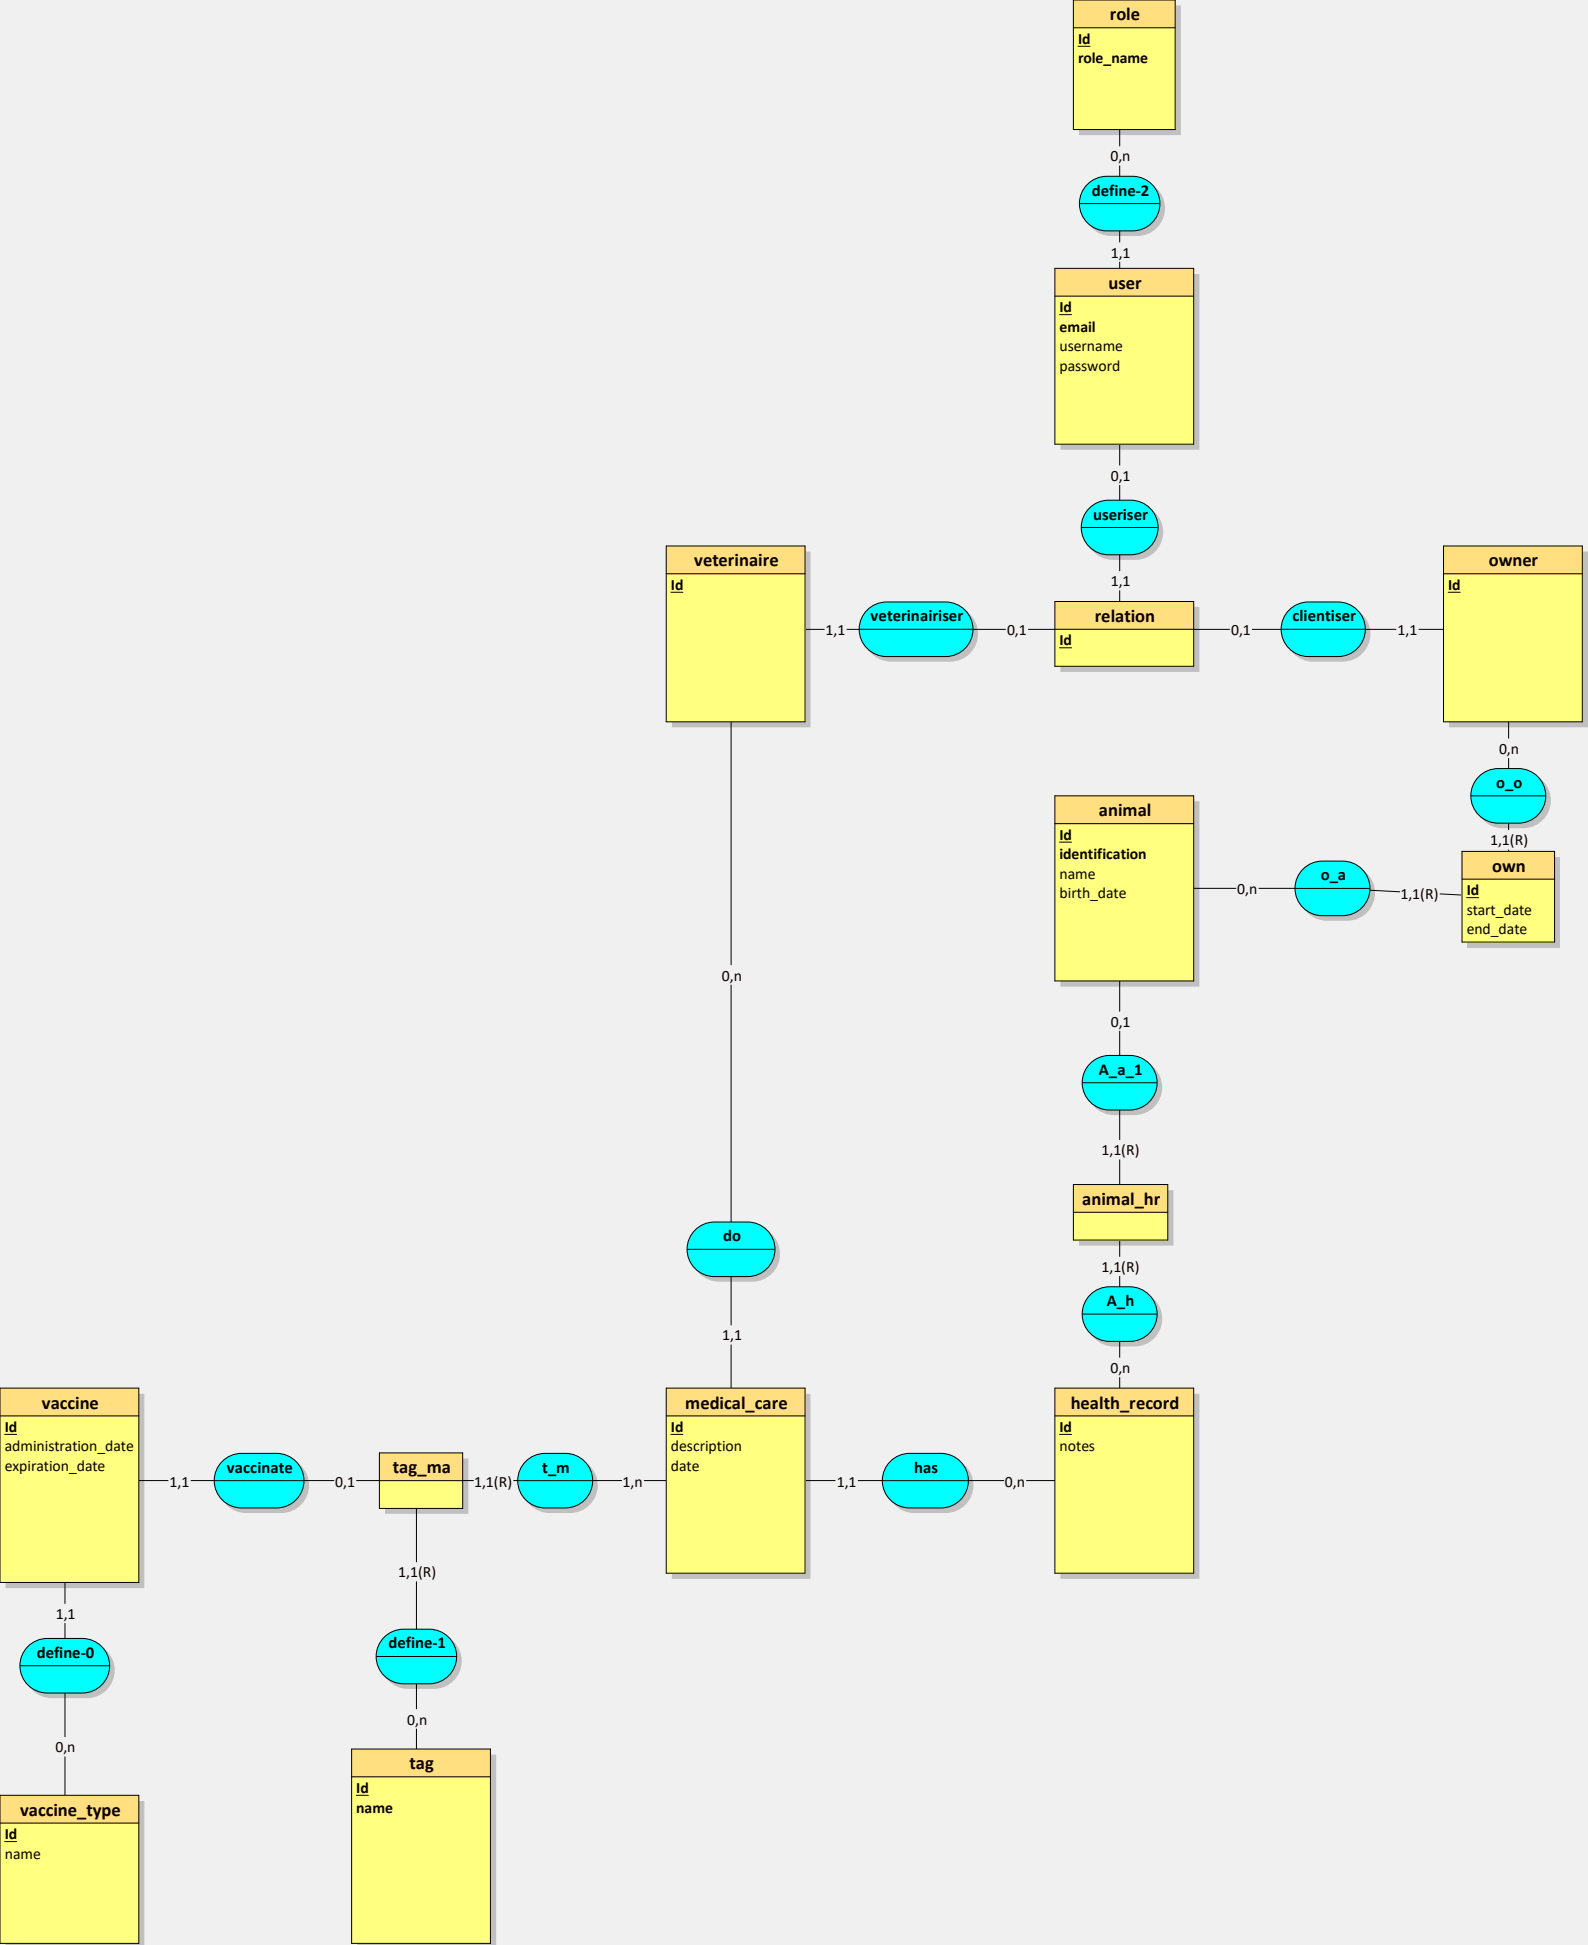 role
Id
role_name
0,n
define-2
1,1
user
Id
email
username
password
0,1
useriser
1,1
veterinaire
Id
1,1
veterinairiser
0,1
relation
Id
0,1
clientiser
1,1
owner
Id
0,n
o_o
1,1(R)
own
Id
start_date
end_date
animal
Id
identification
name
birth_date
0,n
o_a
1,1(R)
0,1
A_a_1
1,1(R)
animal_hr
1,1(R)
A_h
0,n
0,n
do
1,1
vaccine
Id
administration_date
expiration_date
1,1
vaccinate
0,1
tag_ma
1,1(R)
t_m
1,n
medical_care
Id
description
date
1,1
has
0,n
health_record
Id
notes
1,1
define-0
0,n
vaccine_type
Id
name
1,1(R)
define-1
0,n
tag
Id
name